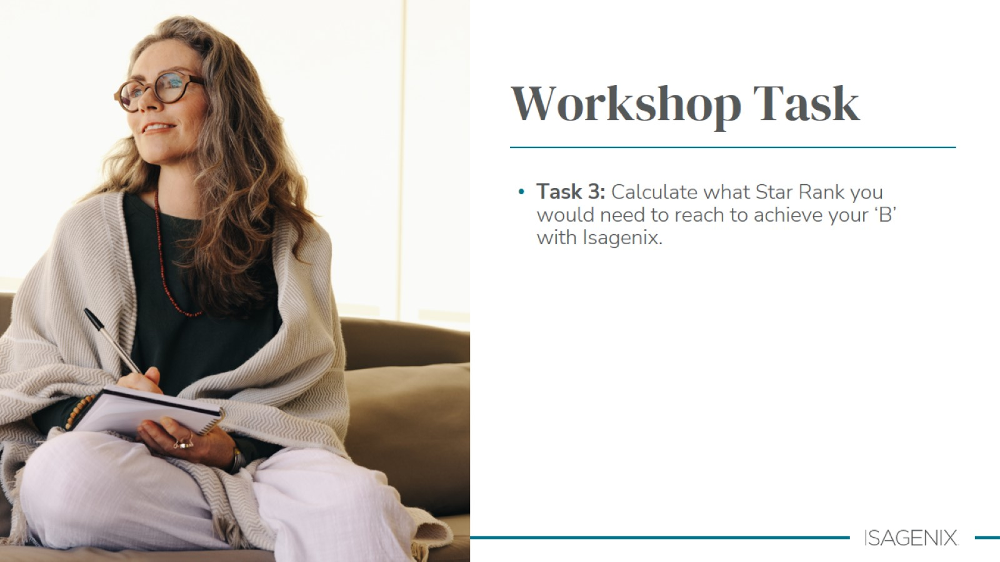 Workshop Task
• Task 3: Calculate what Star Rank you
would need to reach to achieve your ‘B’
with Isagenix.
ISAGENIX